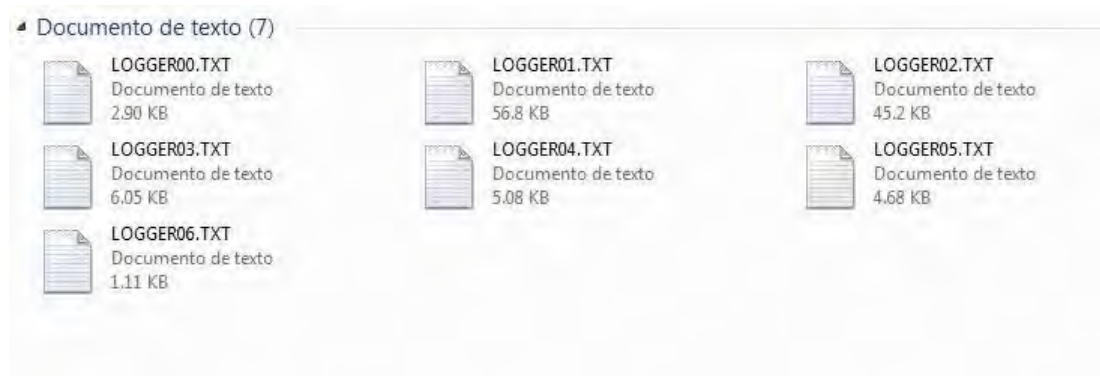 Documento de texto (7)
LOGGER00.TXT
Documento de texto
2.90 KB
LOGGER01.TXT
Documento de texto
56.8 KB
LOGGER02.TXT
Documento de texto
45.2 KB
LOGGER03.TXT
Documento de texto
6.05 KB
LOGGER04.TXT
Documento de texto
5.08 KB
LOGGER05.TXT
Documento de texto
4.68 KB
LOGGER06.TXT
Documento de texto
1.11 KB